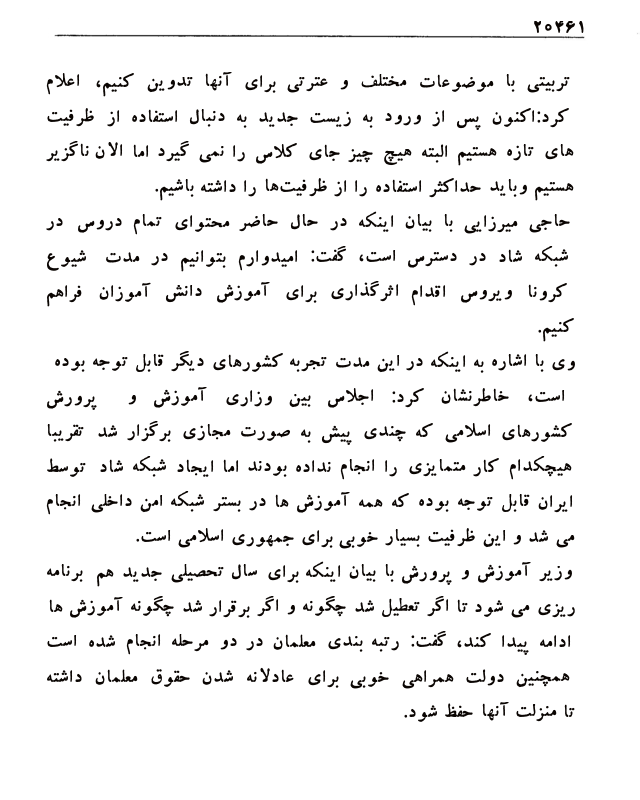 ۲۰۴۶۱
تربیتی با موضوعات مختلف و عترتی برای آنها تدوین کنیم، اعلام
کرد:اکنون پس از ورود به زیست جدید به دنبال استفاده از ظرفیت
های تازه هستیم البته هیچ چیز جای کلاس را نمی گیرد اما الان ناگزیر
هستیم وباید حداکثر استفاده را از ظرفیت‌ها را داشته باشیم.
حاجی میرزایی با بیان اینکه در حال حاضر محتوای تمام دروس در
شبکه شاد در دسترس است، گفت: امیدوارم بتوانیم در مدت شیوع
کرونا ویروس اقدام اثرگذاری برای آموزش دانش آموزان فراهم
کنیم.
وی با اشاره به اینکه در این مدت تجربه کشورهای دیگر قابل توجه بوده
است، خاطرنشان کرد: اجلاس بین وزاری آموزش و پرورش
کشورهای اسلامی که چندی پیش به صورت مجازی برگزار شد تقریبا
هیچکدام کار متمایزی را انجام نداده بودند اما ایجاد شبکه شاد توسط
ایران قابل توجه بوده که همه آموزش ها در بستر شبکه امن داخلی انجام
می شد و این ظرفیت بسیار خوبی برای جمهوری اسلامی است.
وزیر آموزش و پرورش با بیان اینکه برای سال تحصیلی جدید هم برنامه
ریزی می شود تا اگر تعطیل شد چگونه و اگر برقرار شد چگونه آموزش ها
ادامه پیدا کند، گفت: رتبه بندی معلمان در دو مرحله انجام شده است
همچنین دولت همراهی خوبی برای عادلانه شدن حقوق معلمان داشته
تا منزلت آنها حفظ شود.